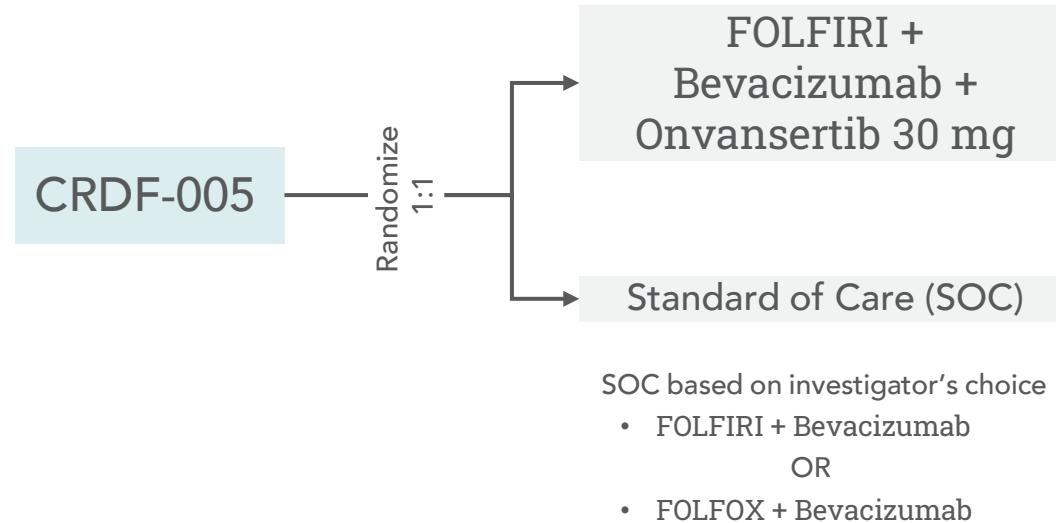 CRDF-005
Randomize
1:1
FOLFIRI +
Bevacizumab +
Onvansertib 30 mg
Standard of Care (SOC)
SOC based on investigator’s choice
• FOLFIRI + Bevacizumab
OR
• FOLFOX + Bevacizumab